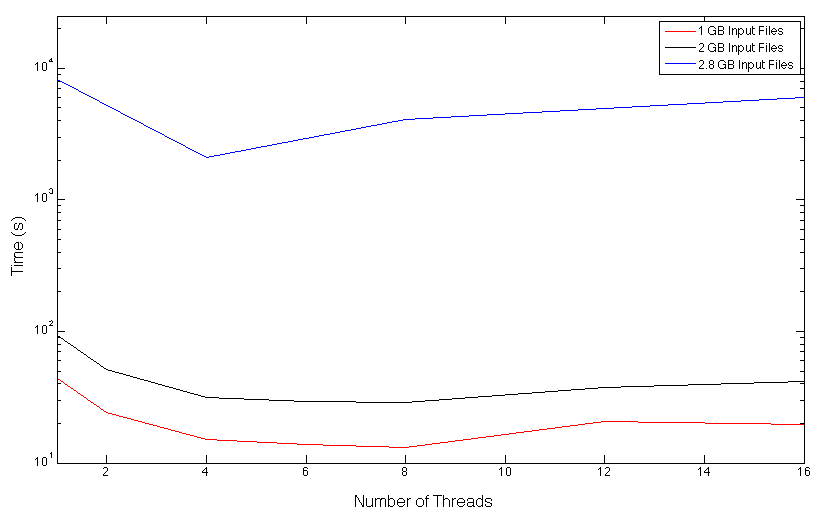 1 GB Input Files
2 GB Input Files
2.8 GB Input Files
10^4
10^3
10^2
10^1
Time (s)
2 4 6 8 10 12 14 16
Number of Threads